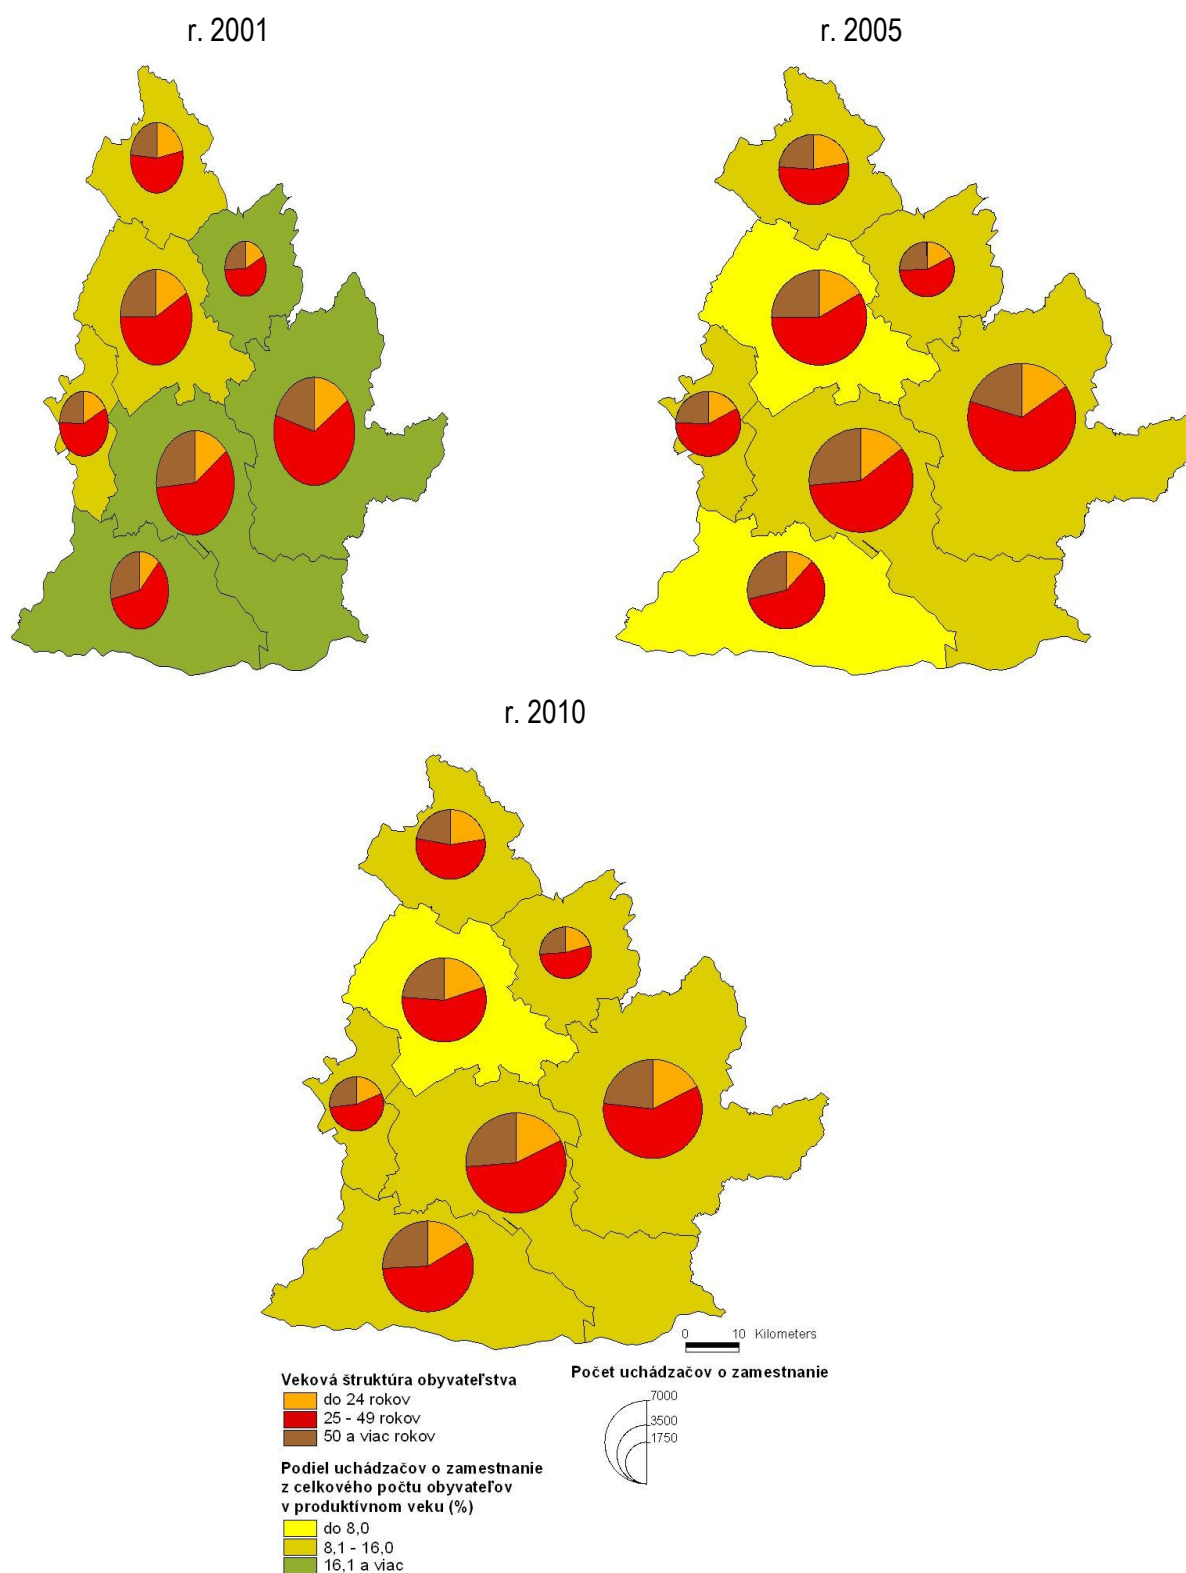 r. 2001
r. 2005
r. 2010
0 10 Kilometers
Veková štruktúra obyvateľstva
do 24 rokov
25 - 49 rokov
50 a viac rokov
Počet uchádzačov o zamestnanie
7000
3500
1750
Podiel uchádzačov o zamestnanie
z celkového počtu obyvateľov
v produktívnom veku (%)
do 8,0
8,1 - 16,0
16,1 a viac